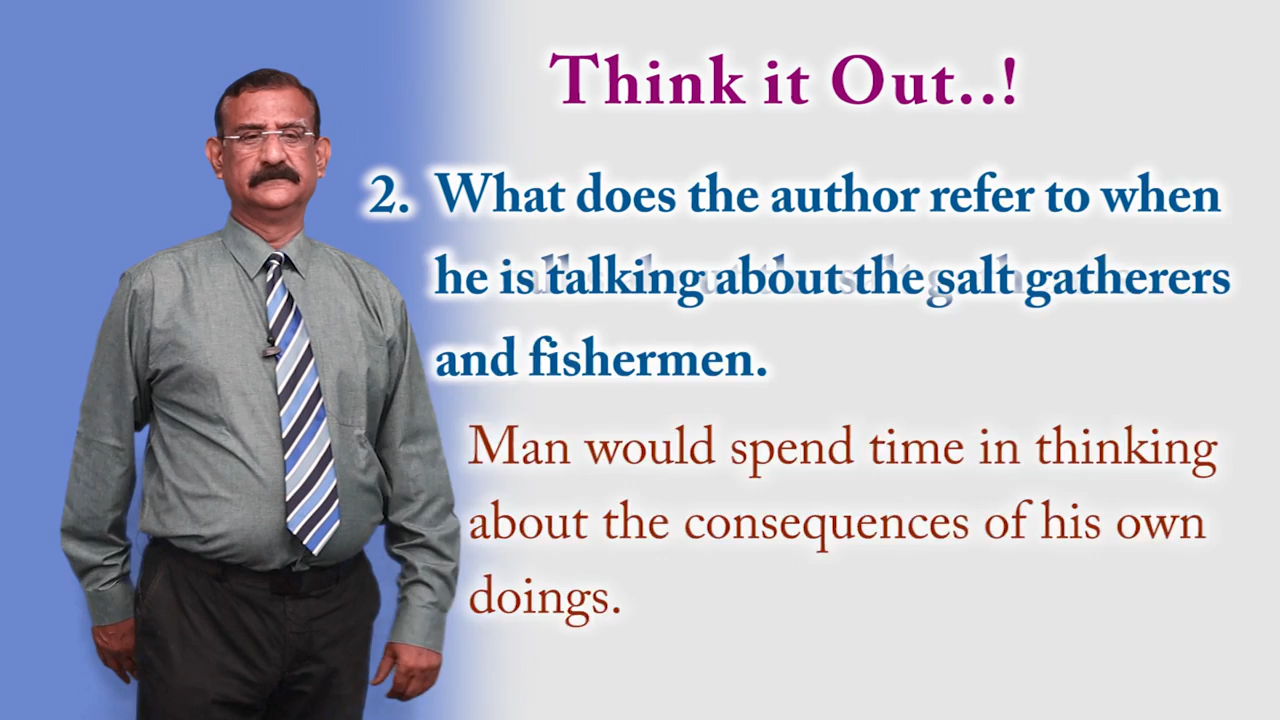 Think it Out..!
2. What does the author refer to when
he is talking about the salt gatherers
and fishermen.
Man would spend time in thinking
about the consequences of his own
doings.